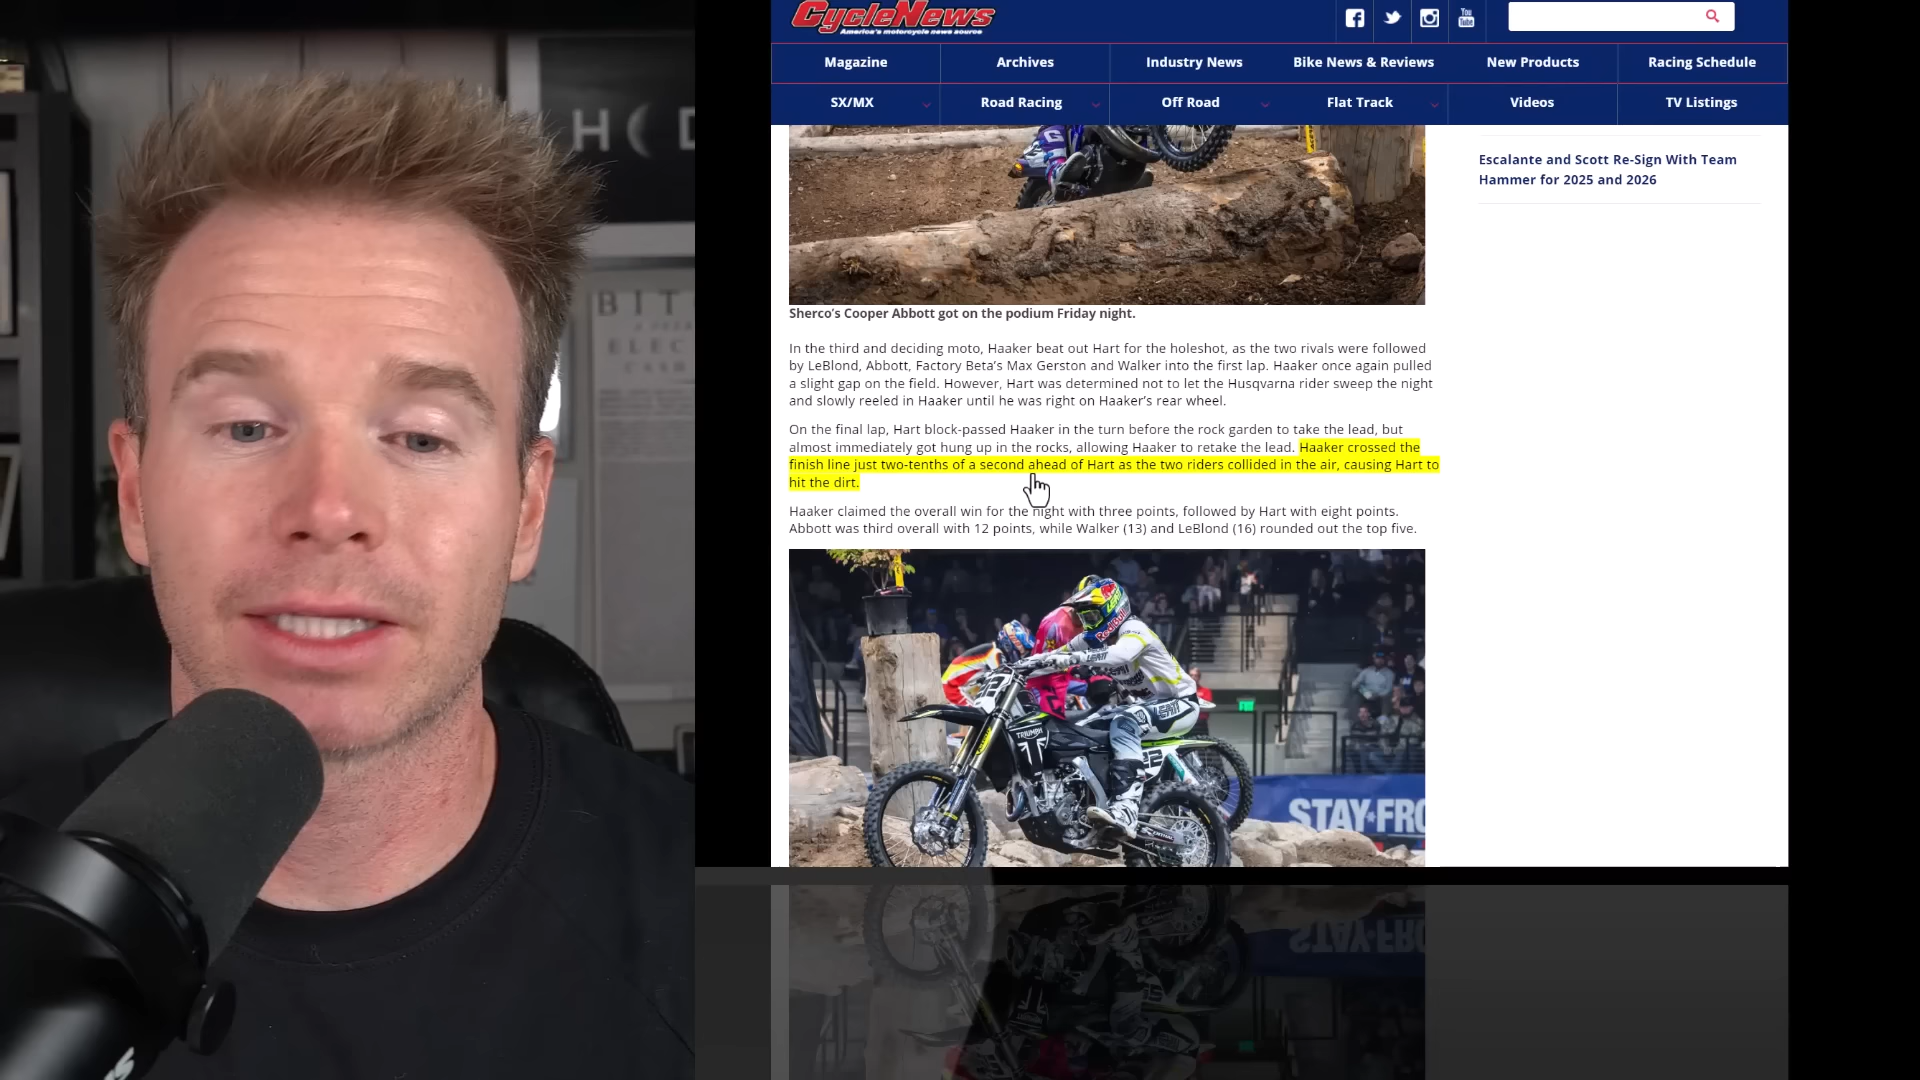 CycleNews
America's motorcycle news source
Magazine
Archives
Industry News
Bike News & Reviews
New Products
Racing Schedule
SX/MX
Road Racing
Off Road
Flat Track
Videos
TV Listings
Escalante and Scott Re-Sign With Team
Hammer for 2025 and 2026
Sherco's Cooper Abbott got on the podium Friday night.
In the third and deciding moto, Haaker beat out Hart for the holeshot, as the two rivals were followed
by LeBlond, Abbott, Factory Beta's Max Gerston and Walker into the first lap. Haaker once again pulled
a slight gap on the field. However, Hart was determined not to let the Husqvarna rider sweep the night
and slowly reeled in Haaker until he was right on Haaker's rear wheel.
On the final lap, Hart block-passed Haaker in the turn before the rock garden to take the lead, but
almost immediately got hung up in the rocks, allowing Haaker to retake the lead. Haaker crossed the
finish line just two-tenths of a second ahead of Hart as the two riders collided in the air, causing Hart to
hit the dirt.
Haaker claimed the overall win for the night with three points, followed by Hart with eight points.
Abbott was third overall with 12 points, while Walker (13) and LeBlond (16) rounded out the top five.
TRIUMPH
LEATT
RedBull
22
STAY★FRO
H
BIT
ELEC